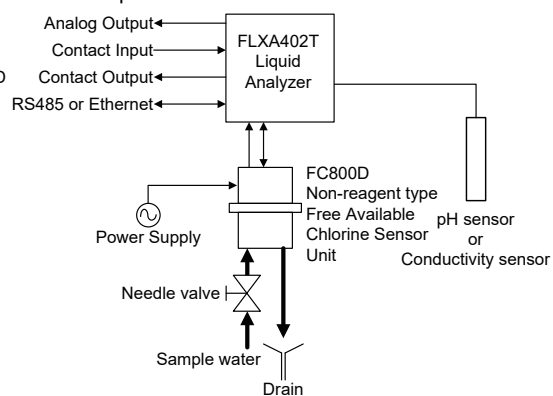 Analog Output
Contact Input
Contact Output
RS485 or Ethernet
FLXA402T
Liquid
Analyzer
FC800D
Non-reagent type
Free Available
Chlorine Sensor
Unit
pH sensor
or
Conductivity sensor
Power Supply
Needle valve
Sample water
Drain